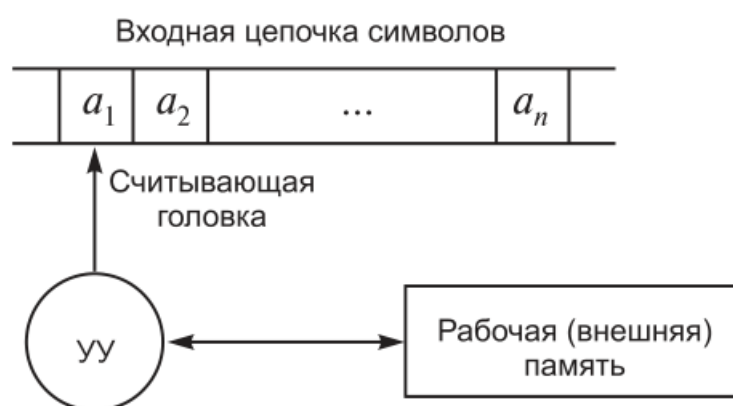 Входная цепочка символов
a₁ a₂ ... aₙ
Считывающая
головка
УУ
Рабочая (внешняя)
память